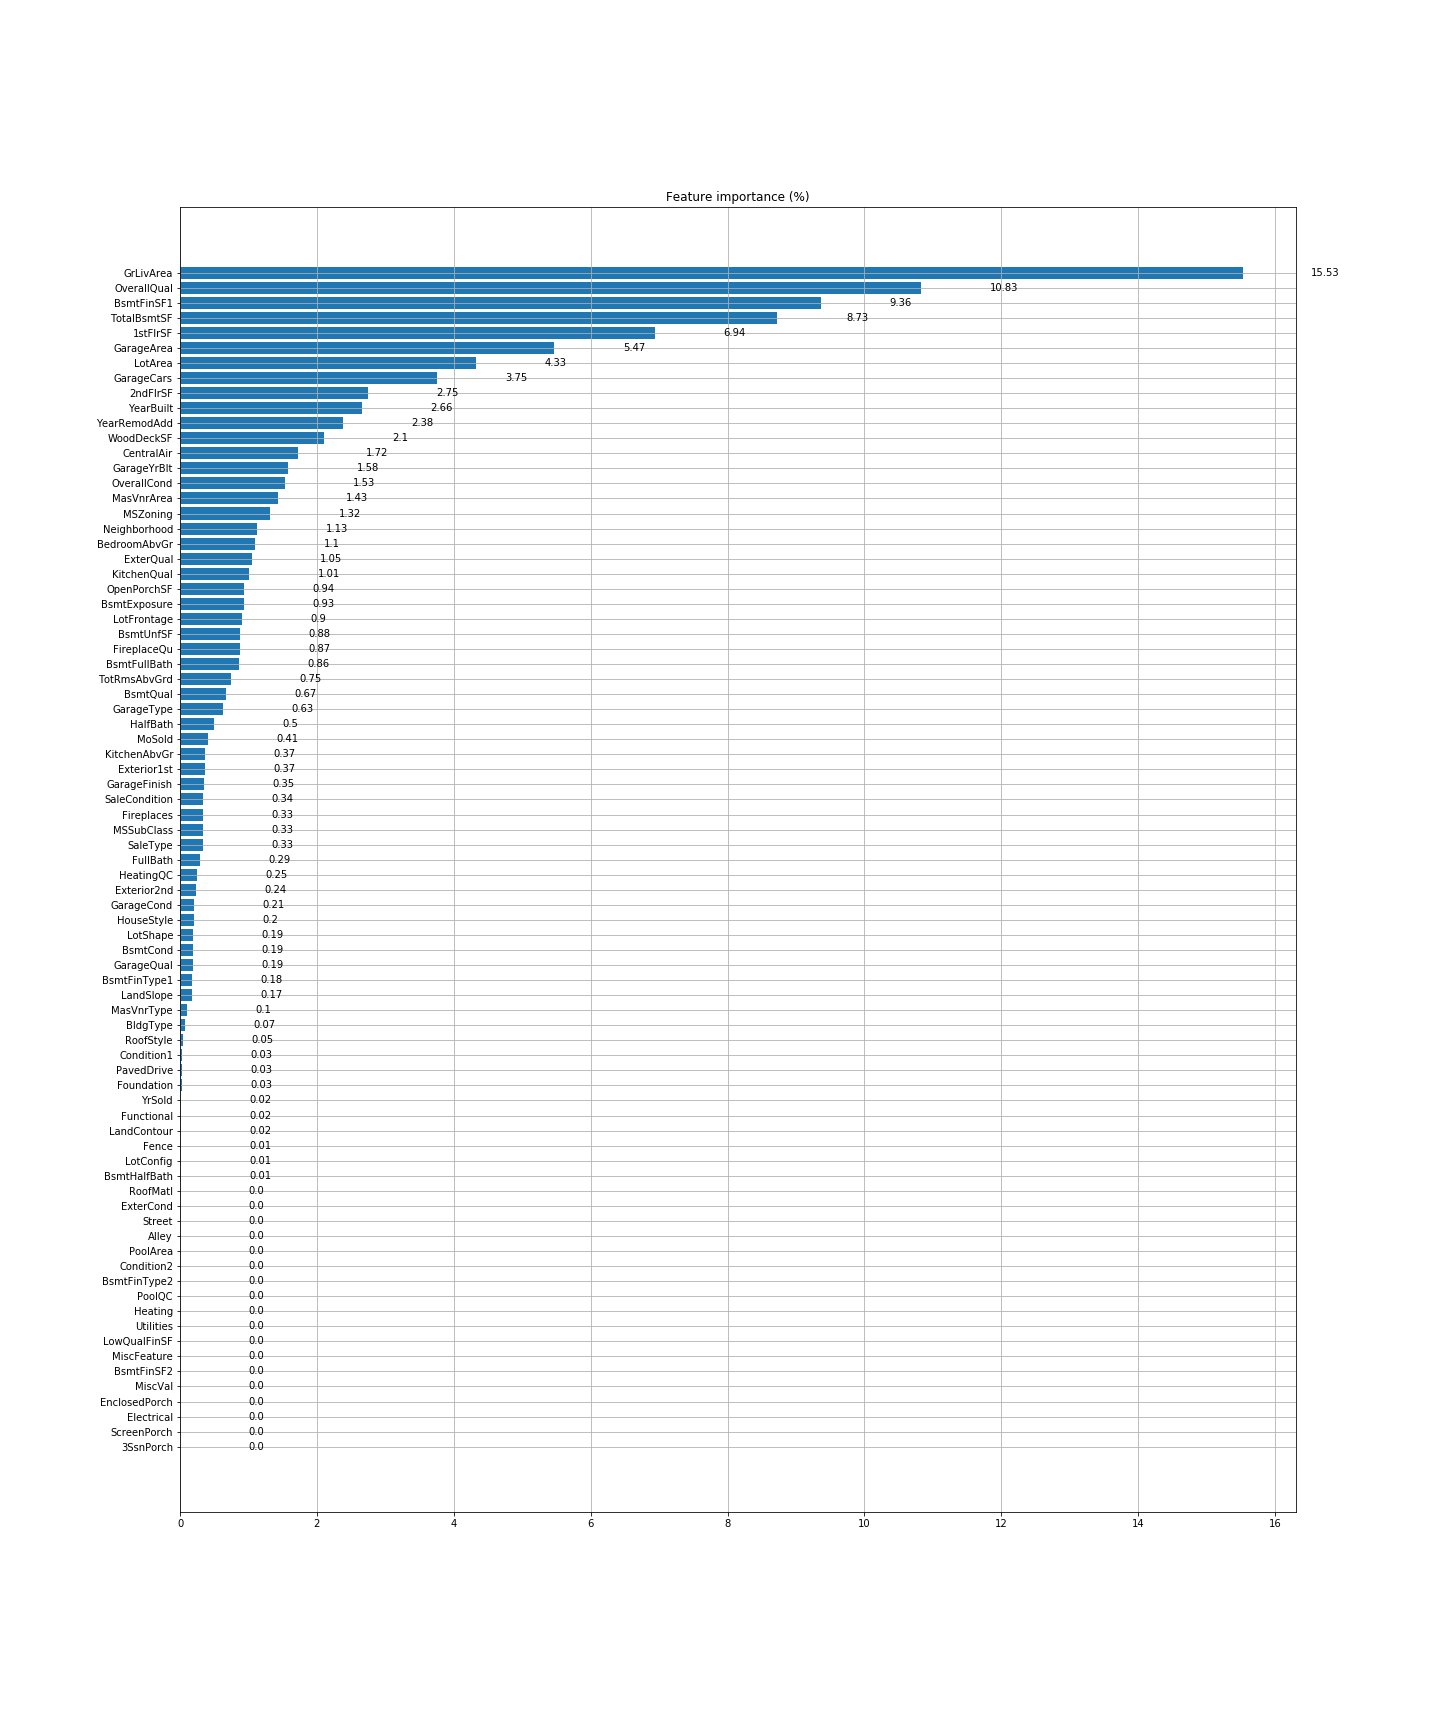 Feature importance (%)
GrLivArea 15.53
OverallQual 10.83
BsmtFinSF1 9.36
TotalBsmtSF 8.73
1stFlrSF 6.94
GarageArea 5.47
LotArea 4.33
GarageCars 3.75
2ndFlrSF 2.75
YearBuilt 2.66
YearRemodAdd 2.38
WoodDeckSF 2.1
CentralAir 1.72
GarageYrBlt 1.58
OverallCond 1.53
MasVnrArea 1.43
MSZoning 1.32
Neighborhood 1.13
BedroomAbvGr 1.1
ExterQual 1.05
KitchenQual 1.01
OpenPorchSF 0.94
BsmtExposure 0.93
LotFrontage 0.9
BsmtUnfSF 0.88
FireplaceQu 0.87
BsmtFullBath 0.86
TotRmsAbvGrd 0.75
BsmtQual 0.67
GarageType 0.63
HalfBath 0.5
MoSold 0.41
KitchenAbvGr 0.37
Exterior1st 0.37
GarageFinish 0.35
SaleCondition 0.34
Fireplaces 0.33
MSSubClass 0.33
SaleType 0.33
FullBath 0.29
HeatingQC 0.25
Exterior2nd 0.24
GarageCond 0.21
HouseStyle 0.2
LotShape 0.19
BsmtCond 0.19
GarageQual 0.19
BsmtFinType1 0.18
LandSlope 0.17
MasVnrType 0.1
BldgType 0.07
RoofStyle 0.05
Condition1 0.03
PavedDrive 0.03
Foundation 0.03
YrSold 0.02
Functional 0.02
LandContour 0.02
Fence 0.01
LotConfig 0.01
BsmtHalfBath 0.01
RoofMatl 0.0
ExterCond 0.0
Street 0.0
Alley 0.0
PoolArea 0.0
Condition2 0.0
BsmtFinType2 0.0
PoolQC 0.0
Heating 0.0
Utilities 0.0
LowQualFinSF 0.0
MiscFeature 0.0
BsmtFinSF2 0.0
MiscVal 0.0
EnclosedPorch 0.0
Electrical 0.0
ScreenPorch 0.0
3SsnPorch 0.0
0 2 4 6 8 10 12 14 16